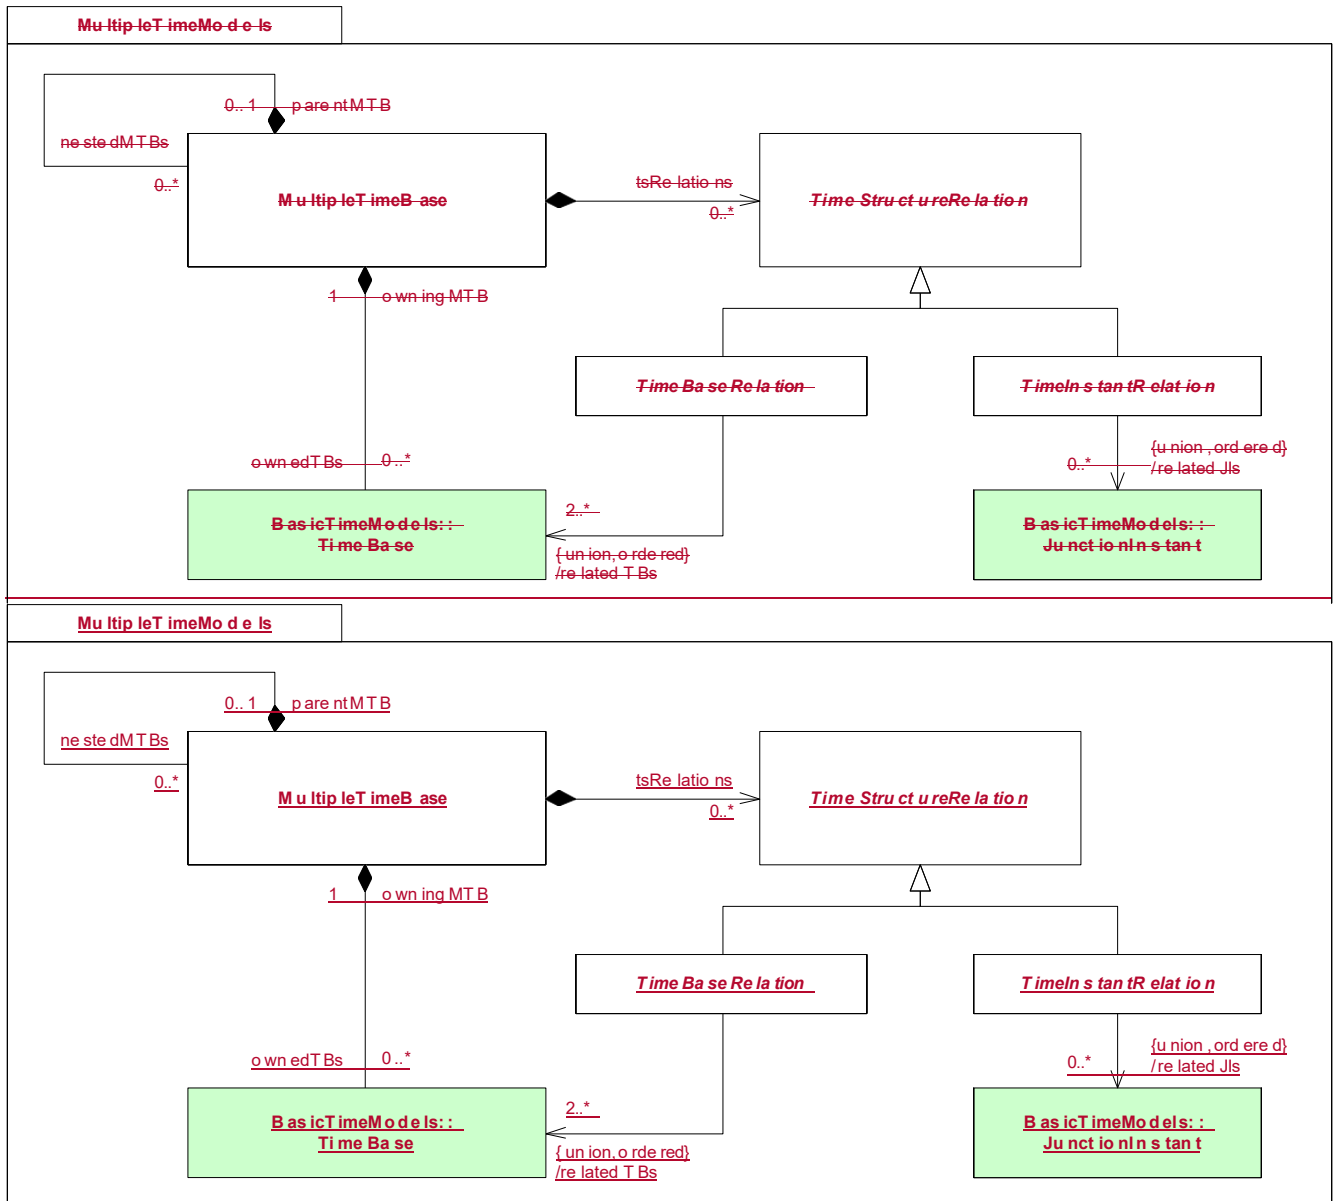 MultipleTimeModels
0..1 parentMTB
nestedMTBs
0..*
MultipleTimeBase
tsRelations
0..*
TimeStructureRelation
1 owningMTB
TimeBaseRelation
TimeInstantRelation
ownedTBs 0..*
{union,ordered}
0..*
/relatedJIs
BasicTimeModels::
TimeBase
2..*
{union,ordered}
/relatedTBs
BasicTimeModels::
JunctionInstant
MultipleTimeModels
0..1 parentMTB
nestedMTBs
0..*
MultipleTimeBase
tsRelations
0..*
TimeStructureRelation
1 owningMTB
TimeBaseRelation
TimeInstantRelation
ownedTBs 0..*
{union,ordered}
0..*
/relatedJIs
BasicTimeModels::
TimeBase
2..*
{union,ordered}
/relatedTBs
BasicTimeModels::
JunctionInstant